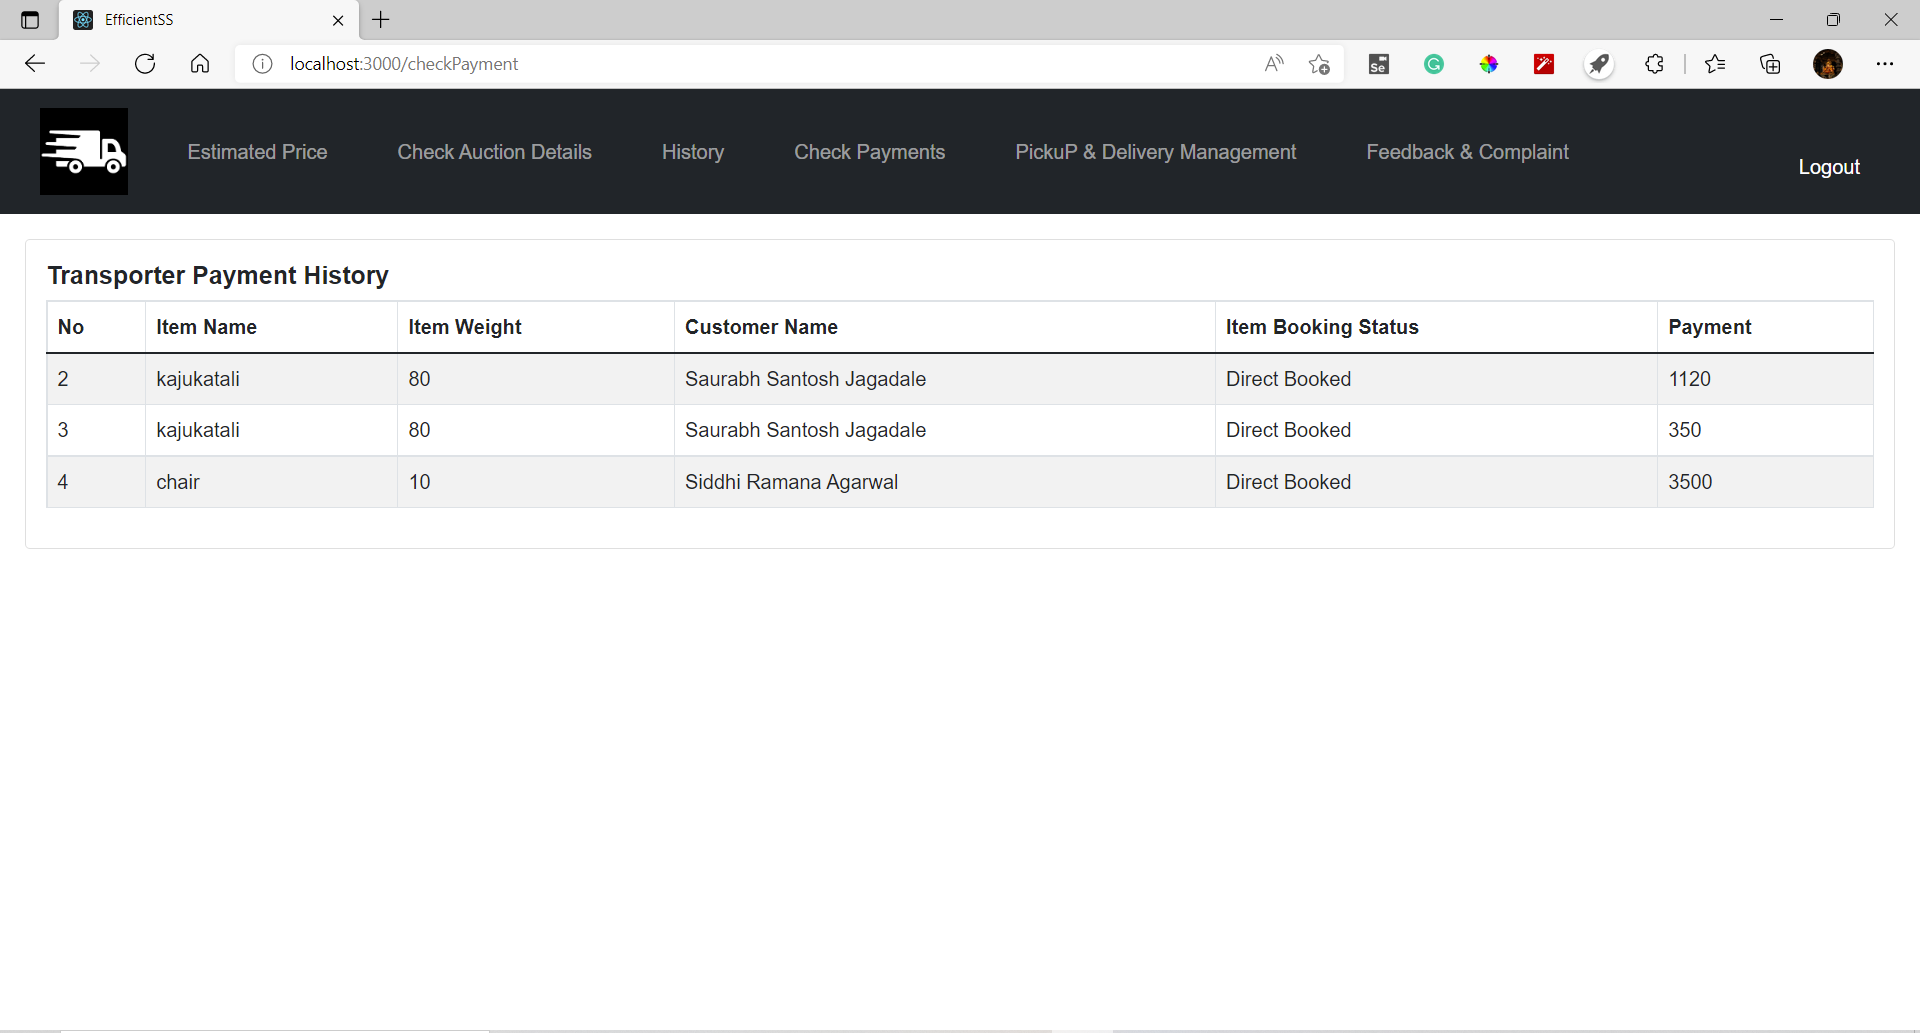 EfficientSS
localhost:3000/checkPayment
Estimated Price Check Auction Details History Check Payments PickuP & Delivery Management Feedback & Complaint Logout
Transporter Payment History
No Item Name Item Weight Customer Name Item Booking Status Payment
2 kajukatali 80 Saurabh Santosh Jagadale Direct Booked 1120
3 kajukatali 80 Saurabh Santosh Jagadale Direct Booked 350
4 chair 10 Siddhi Ramana Agarwal Direct Booked 3500